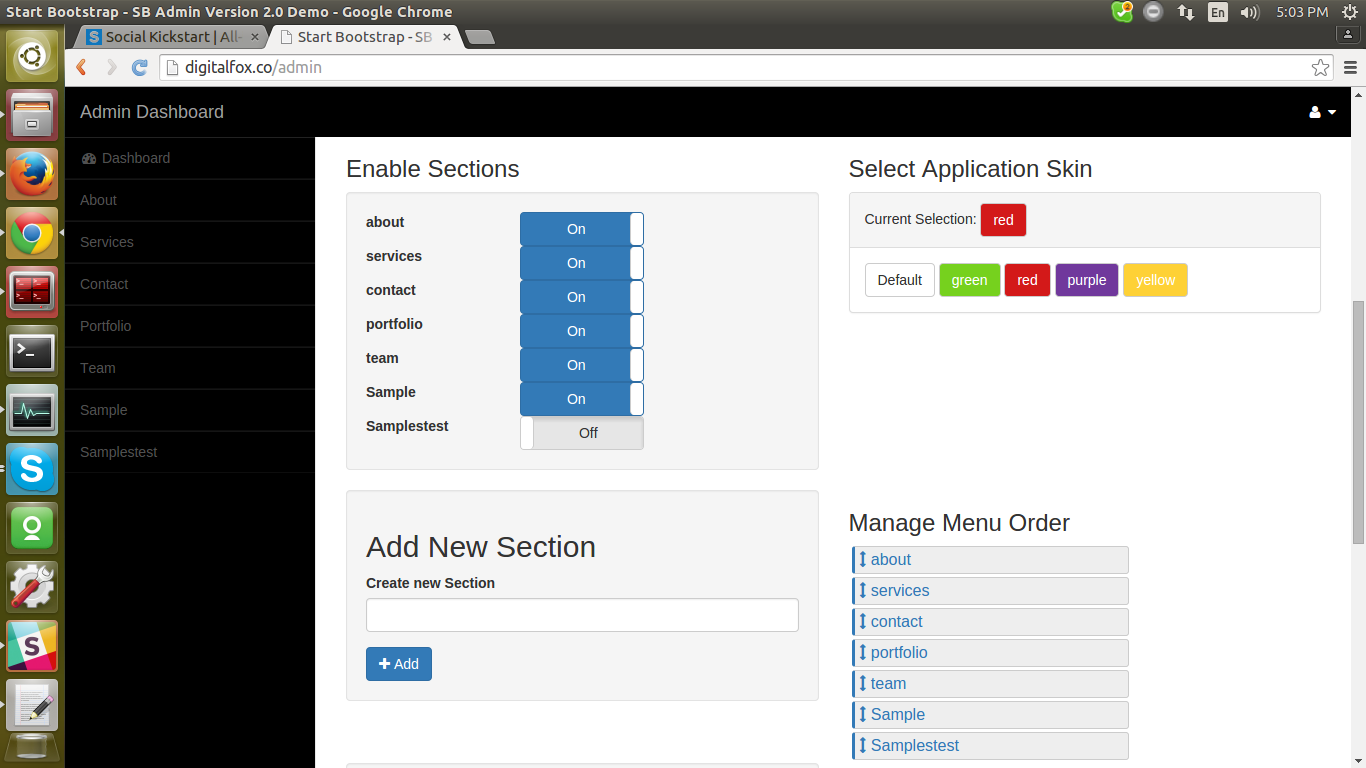 Start Bootstrap - SB Admin Version 2.0 Demo - Google Chrome
2
En
5:03 PM
S Social Kickstart | All-
Start Bootstrap - SB
digitalfox.co/admin
Admin Dashboard
Dashboard
About
Services
Contact
Portfolio
Team
Sample
Samplestest
Enable Sections
about On
services On
contact On
portfolio On
team On
Sample On
Samplestest Off
Add New Section
Create new Section
Add
Select Application Skin
Current Selection: red
Default green red purple yellow
Manage Menu Order
about
services
contact
portfolio
team
Sample
Samplestest